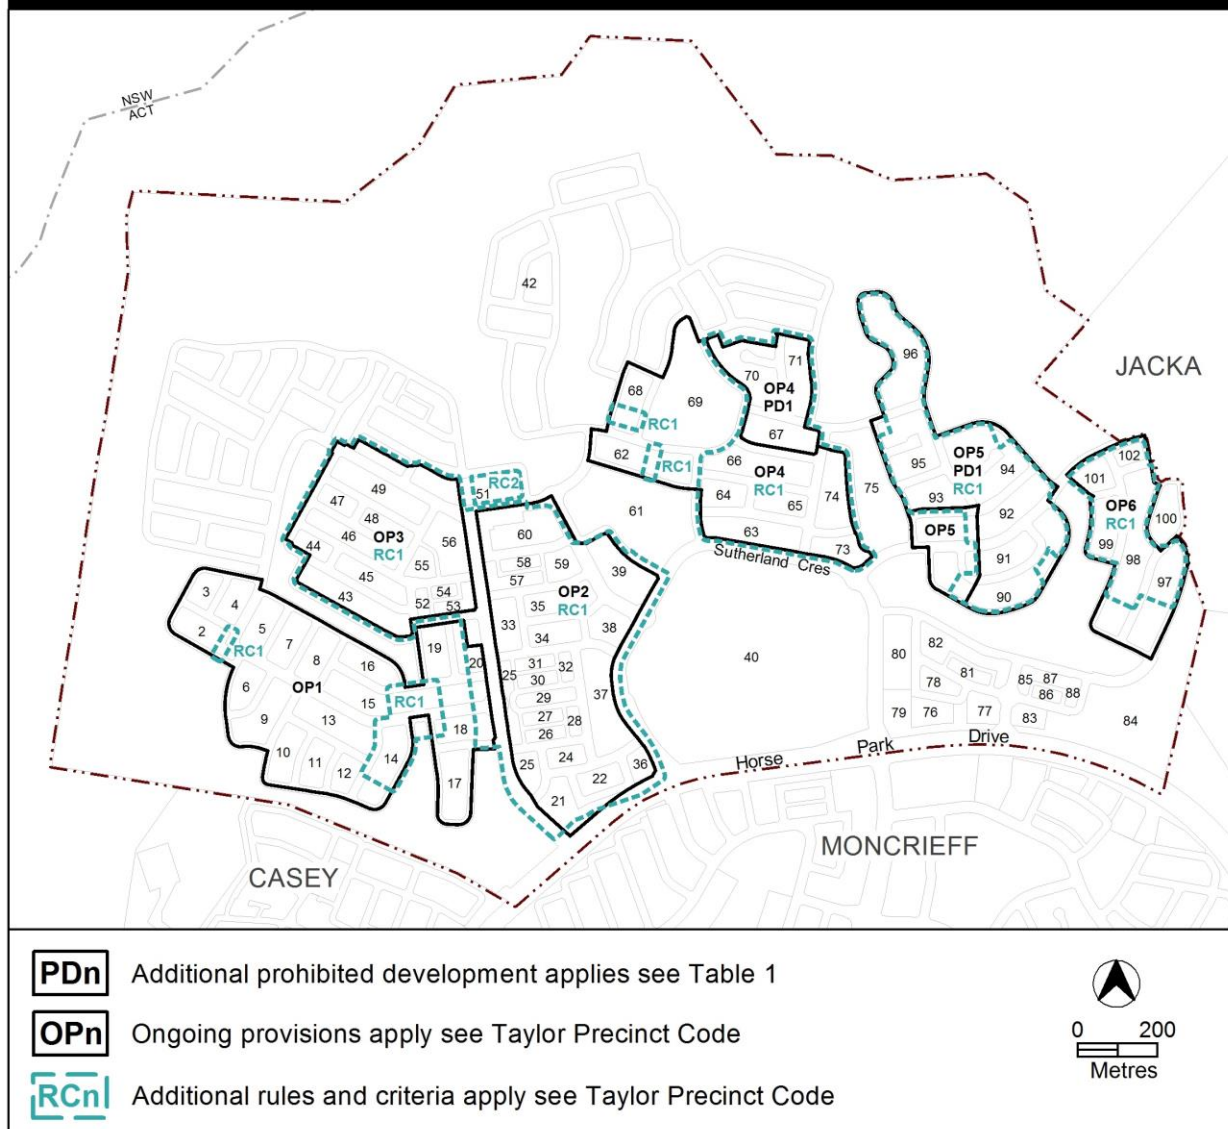 NSW
ACT
42
JACKA
96
71
70
OP4
PD1
68
69
RC1
67
OP5
PD1
RC1
94
95
102
101
62
RC1
66
OP4
RC1
RC2
51
49
47
48
46
OP3
RC1
56
44
55
45
43
54
52
53
61
64
65
74
75
63
73
Sutherland Cres
93
92
OP5
91
90
OP6
RC1
100
99
98
97
60
58
59
57
39
OP2
RC1
35
33
34
38
31
32
25
30
29
37
27
28
26
25
24
22
36
21
3
4
2
5
7
RC1
8
16
6
OP1
15
9
13
10
11
12
14
RC1
19
20
18
17
40
80
82
81
78
79
76
77
85
87
86
88
83
84
Horse
Park
Drive
MONCRIEFF
CASEY
PDn Additional prohibited development applies see Table 1
OPn Ongoing provisions apply see Taylor Precinct Code
RCn Additional rules and criteria apply see Taylor Precinct Code
0 200
Metres